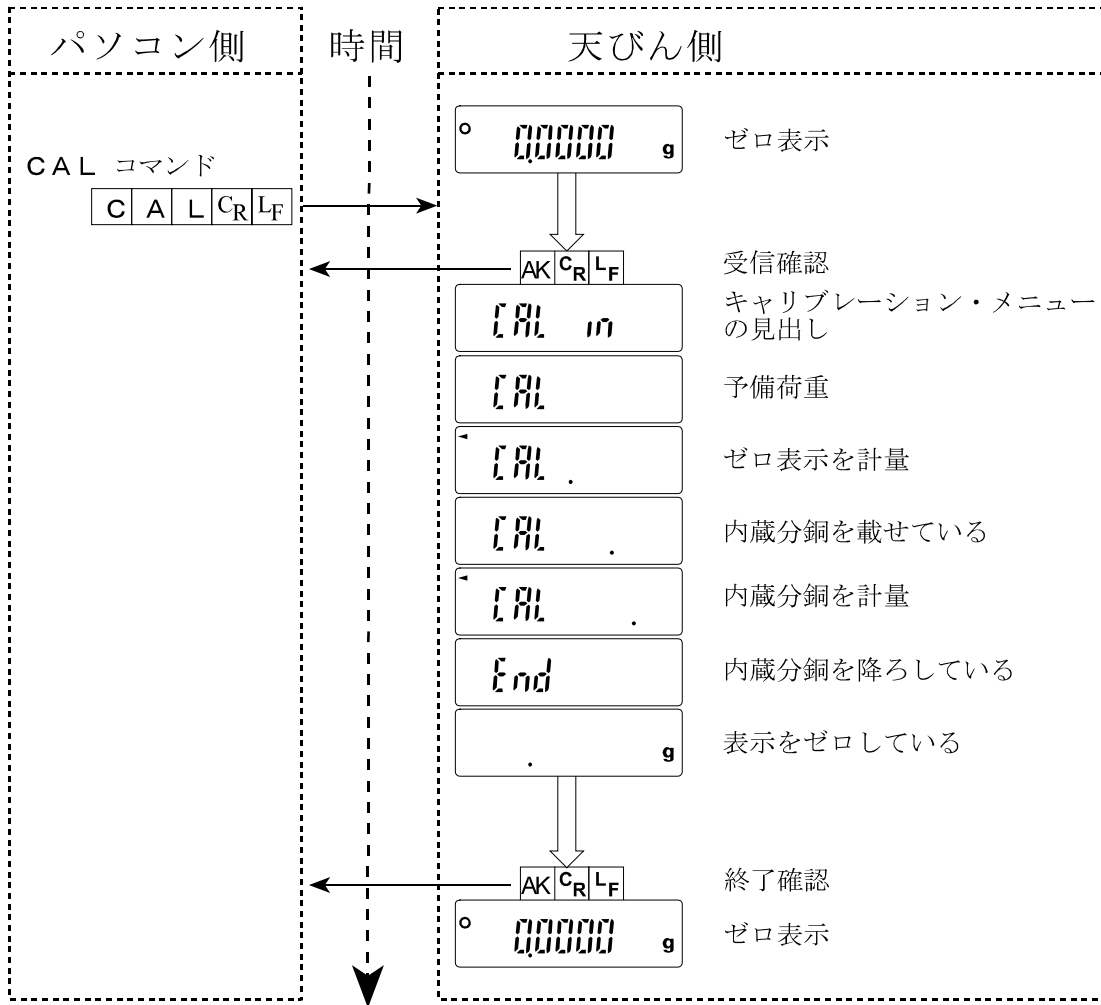 パソコン側
時間
天びん側
0.0000 g
ゼロ表示
CAL コマンド
C A L CR LF
AK CR LF
受信確認
CAL in
キャリブレーション・メニュー
の見出し
CAL
予備荷重
CAL .
ゼロ表示を計量
CAL .
内蔵分銅を載せている
CAL .
内蔵分銅を計量
End
内蔵分銅を降ろしている
. g
表示をゼロしている
AK CR LF
終了確認
0.0000 g
ゼロ表示